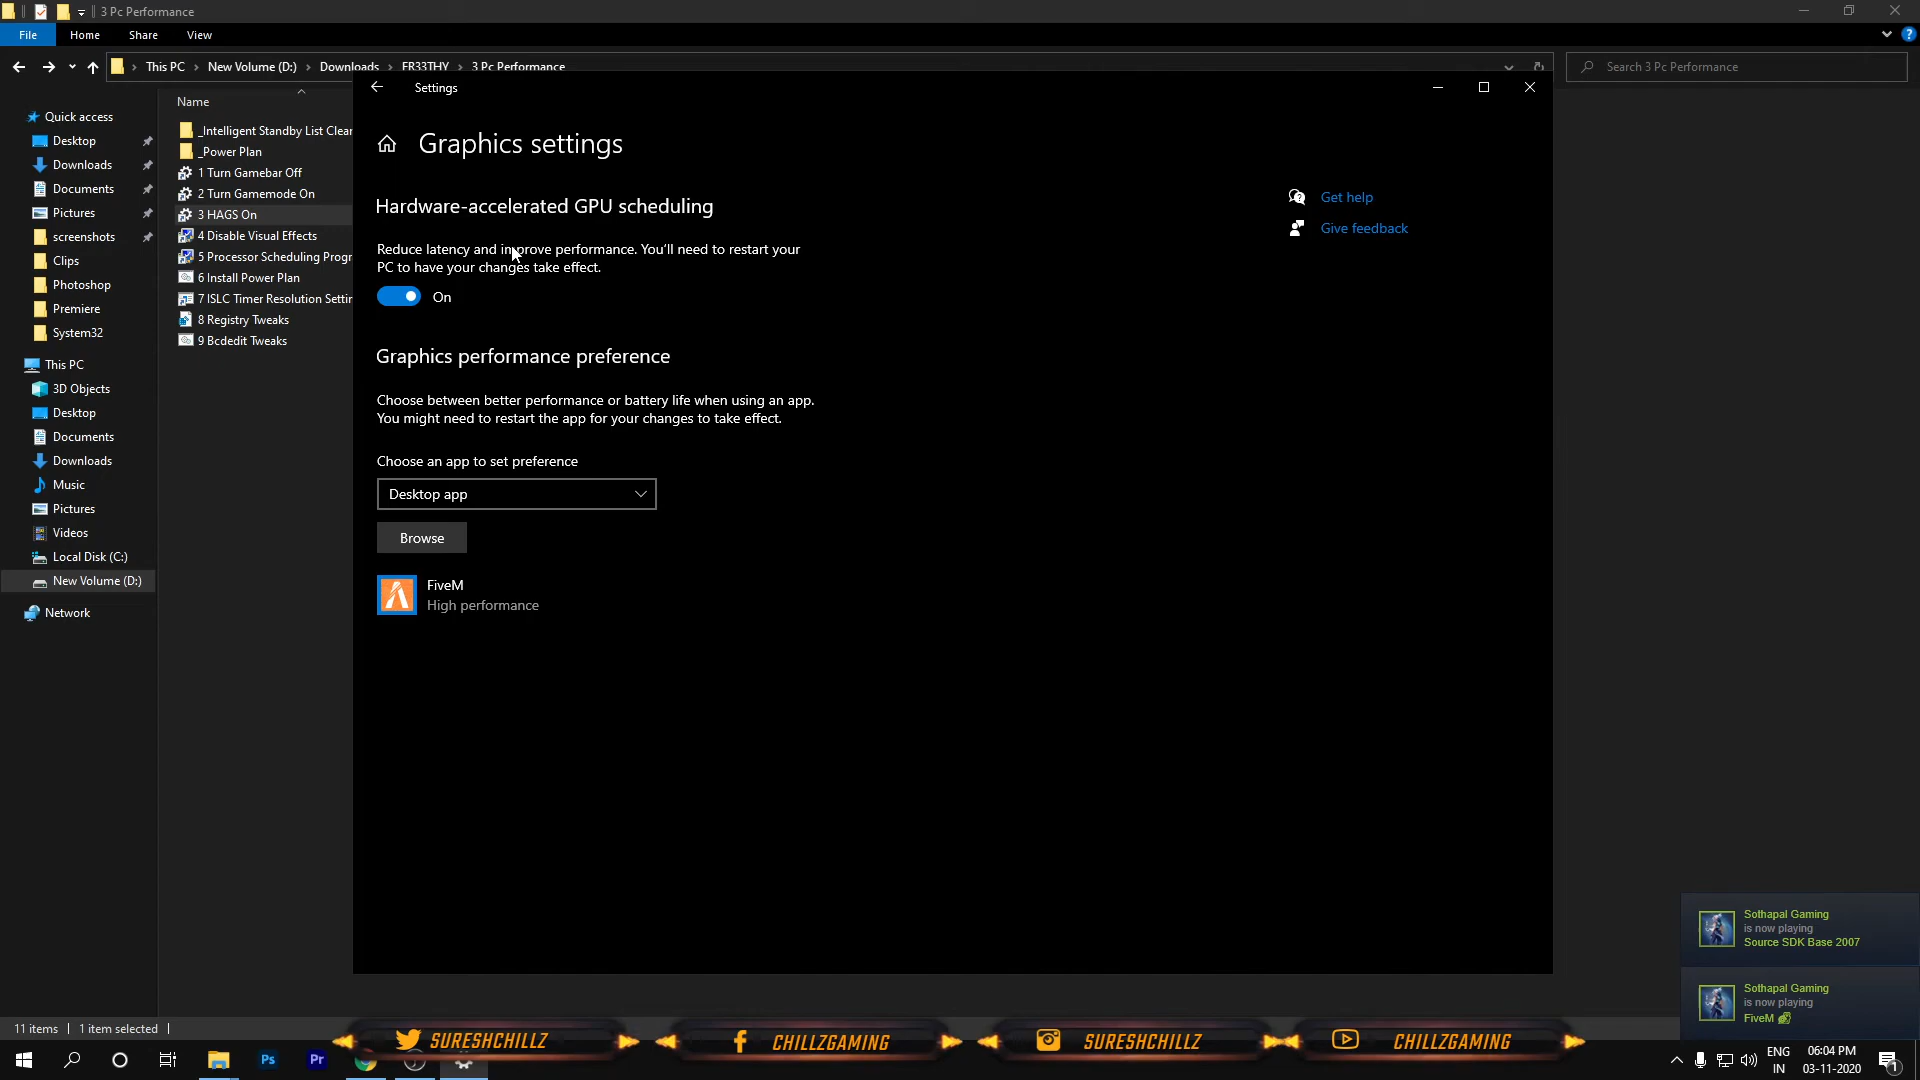 3 Pc Performance
File Home Share View
This PC New Volume (D:) Downloads FR33THY 3 Pc Performance
Search 3 Pc Performance
Quick access
Desktop
Downloads
Documents
Pictures
screenshots
Clips
Photoshop
Premiere
System32
This PC
3D Objects
Desktop
Documents
Downloads
Music
Pictures
Videos
Local Disk (C:)
New Volume (D:)
Network
Name
_Intelligent Standby List Clear
_Power Plan
1 Turn Gamebar Off
2 Turn Gamemode On
3 HAGS On
4 Disable Visual Effects
5 Processor Scheduling Progr
6 Install Power Plan
7 ISLC Timer Resolution Settin
8 Registry Tweaks
9 Bcdedit Tweaks
Settings
Graphics settings
Hardware-accelerated GPU scheduling
Reduce latency and improve performance. You'll need to restart your
PC to have your changes take effect.
On
Graphics performance preference
Choose between better performance or battery life when using an app.
You might need to restart the app for your changes to take effect.
Choose an app to set preference
Desktop app
Browse
FiveM
High performance
Get help
Give feedback
Sothapal Gaming
is now playing
Source SDK Base 2007
Sothapal Gaming
is now playing
FiveM
11 items 1 item selected
SURESHCHILLZ CHILLZGAMING SURESHCHILLZ CHILLZGAMING
Ps Pr
ENG
IN
06:04 PM
03-11-2020
1